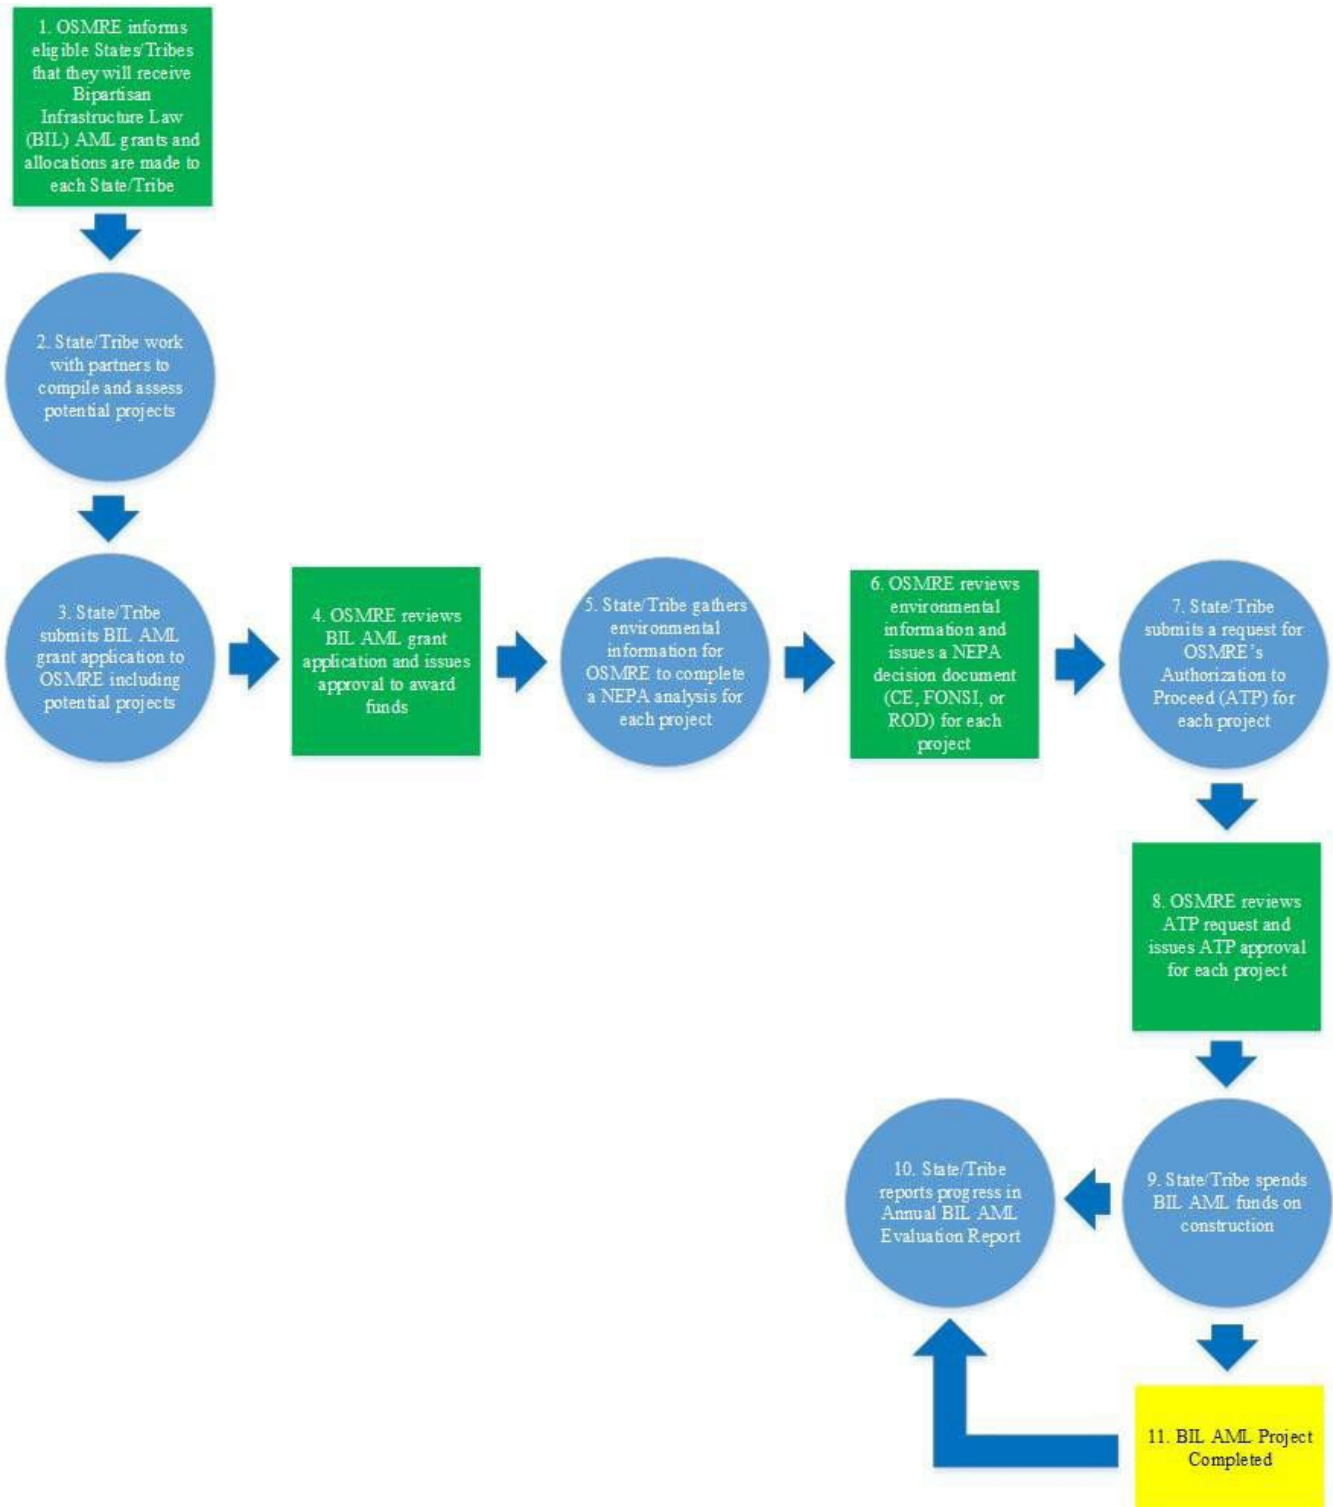 1. OSMRE informs
eligible States/Tribes
that they will receive
Bipartisan
Infrastructure Law
(BIL) AML grants and
allocations are made to
each State/Tribe
2. State/Tribe work
with partners to
compile and assess
potential projects
3. State/Tribe
submits BIL AML
grant application to
OSMRE including
potential projects
4. OSMRE reviews
BIL AML grant
application and issues
approval to award
funds
5. State/Tribe gathers
environmental
information for
OSMRE to complete
a NEPA analysis for
each project
6. OSMRE reviews
environmental
information and
issues a NEPA
decision document
(CE, FONSI, or
ROD) for each
project
7. State/Tribe
submits a request for
OSMRE’s
Authorization to
Proceed (ATP) for
each project
8. OSMRE reviews
ATP request and
issues ATP approval
for each project
9. State/Tribe spends
BIL AML funds on
construction
10. State/Tribe
reports progress in
Annual BIL AML
Evaluation Report
11. BIL AML Project
Completed